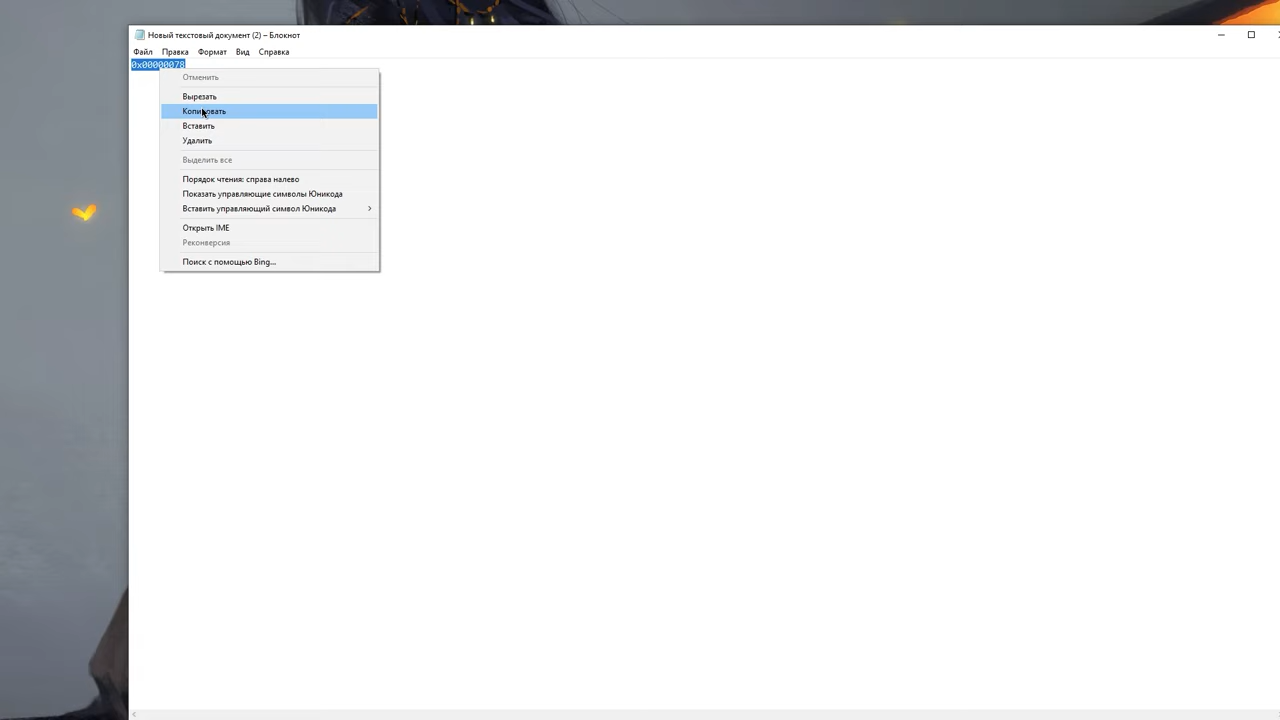 Новый текстовый документ (2) – Блокнот
Файл Правка Формат Вид Справка
0x00000078
Отменить
Вырезать
Копировать
Вставить
Удалить
Выделить все
Порядок чтения: справа налево
Показать управляющие символы Юникода
Вставить управляющий символ Юникода
Открыть IME
Реконверсия
Поиск с помощью Bing...